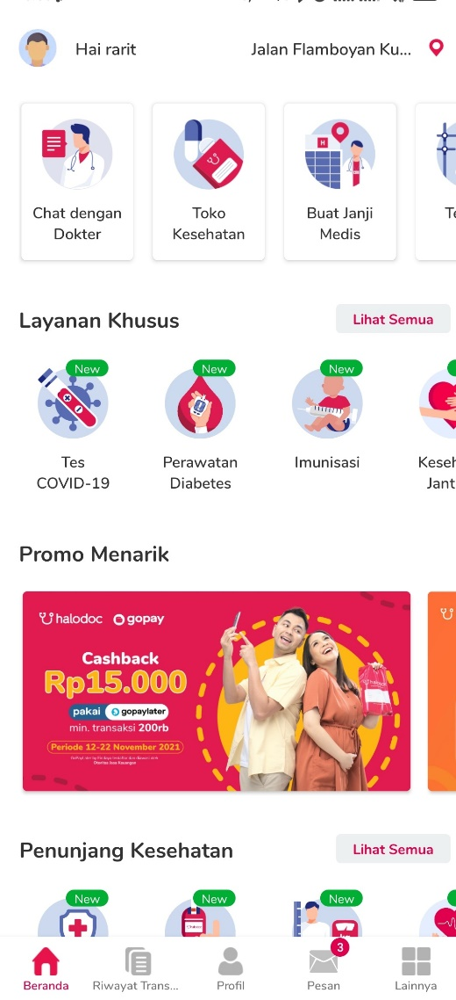 Hai rarit
Jalan Flamboyan Ku...
Chat dengan
Dokter
Toko
Kesehatan
Buat Janji
Medis
Te
Layanan Khusus
Lihat Semua
New
New
New
Tes
COVID-19
Perawatan
Diabetes
Imunisasi
Keseh
Jant
Promo Menarik
halodoc
gopay
Cashback
Rp15.000
pakai gopaylater
min. transaksi 200rb
Periode 12-22 November 2021
Otoritas Jasa Keuangan
Penunjang Kesehatan
Lihat Semua
New
New
New
Beranda
Riwayat Trans...
Profil
3
Pesan
Lainnya